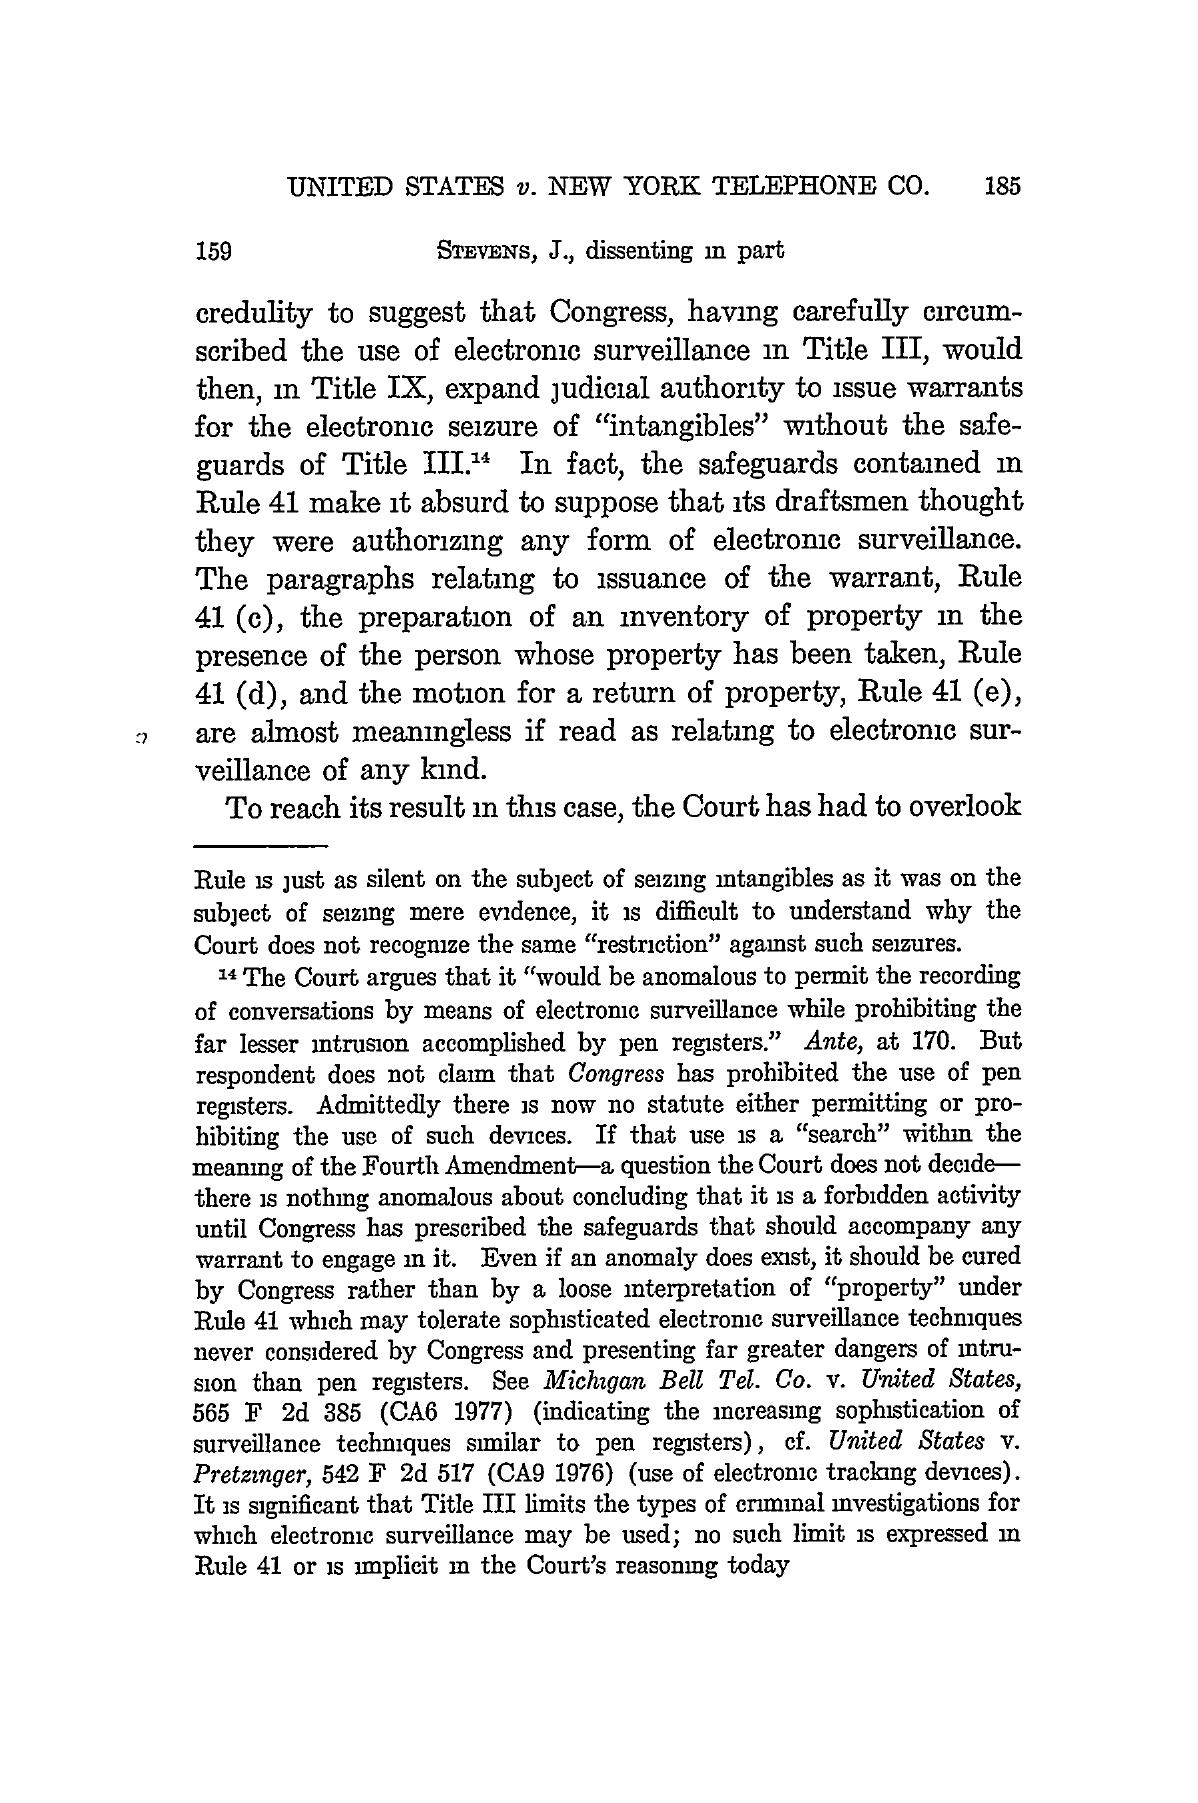 UNITED STATES v. NEW YORK TELEPHONE CO. 185
159 STEVENS, J., dissenting in part
credulity to suggest that Congress, having carefully circum-
scribed the use of electronic surveillance in Title III, would
then, in Title IX, expand judicial authority to issue warrants
for the electronic seizure of “intangibles” without the safe-
guards of Title III.¹⁴ In fact, the safeguards contained in
Rule 41 make it absurd to suppose that its draftsmen thought
they were authorizing any form of electronic surveillance.
The paragraphs relating to issuance of the warrant, Rule
41 (c), the preparation of an inventory of property in the
presence of the person whose property has been taken, Rule
41 (d), and the motion for a return of property, Rule 41 (e),
are almost meaningless if read as relating to electronic sur-
veillance of any kind.
To reach its result in this case, the Court has had to overlook
Rule is just as silent on the subject of seizing intangibles as it was on the
subject of seizing mere evidence, it is difficult to understand why the
Court does not recognize the same “restriction” against such seizures.
¹⁴ The Court argues that it “would be anomalous to permit the recording
of conversations by means of electronic surveillance while prohibiting the
far lesser intrusion accomplished by pen registers.” Ante, at 170. But
respondent does not claim that Congress has prohibited the use of pen
registers. Admittedly there is now no statute either permitting or pro-
hibiting the use of such devices. If that use is a “search” within the
meaning of the Fourth Amendment—a question the Court does not decide—
there is nothing anomalous about concluding that it is a forbidden activity
until Congress has prescribed the safeguards that should accompany any
warrant to engage in it. Even if an anomaly does exist, it should be cured
by Congress rather than by a loose interpretation of “property” under
Rule 41 which may tolerate sophisticated electronic surveillance techniques
never considered by Congress and presenting far greater dangers of intru-
sion than pen registers. See Michigan Bell Tel. Co. v. United States,
565 F 2d 385 (CA6 1977) (indicating the increasing sophistication of
surveillance techniques similar to pen registers), cf. United States v.
Pretzinger, 542 F 2d 517 (CA9 1976) (use of electronic tracking devices).
It is significant that Title III limits the types of criminal investigations for
which electronic surveillance may be used; no such limit is expressed in
Rule 41 or is implicit in the Court’s reasoning today